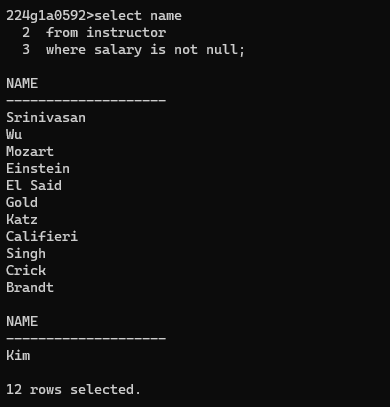 224g1a0592>select name
  2  from instructor
  3  where salary is not null;
NAME
--------------------
Srinivasan
Wu
Mozart
Einstein
El Said
Gold
Katz
Califieri
Singh
Crick
Brandt
NAME
--------------------
Kim
12 rows selected.